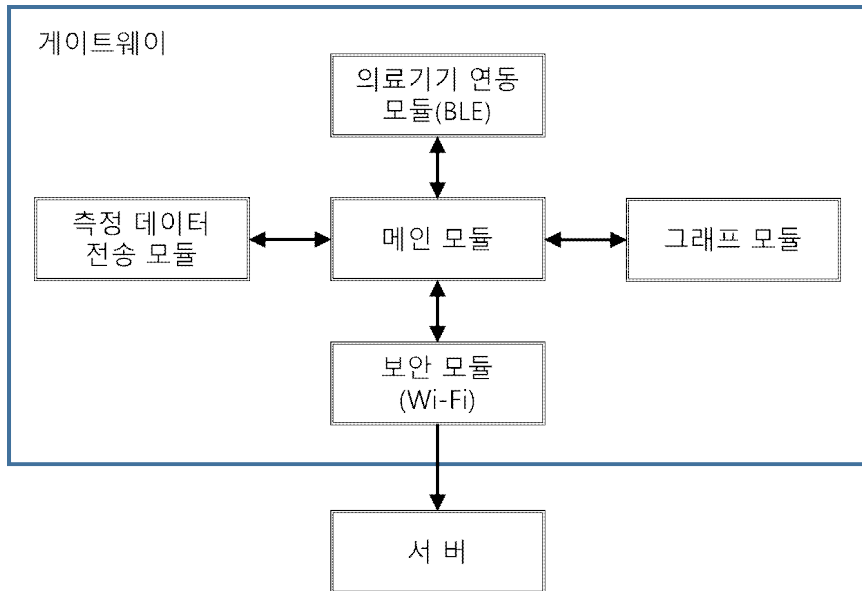 게이트웨이
의료기기 연동
모듈(BLE)
측정 데이터
전송 모듈
메인 모듈
그래프 모듈
보안 모듈
(Wi-Fi)
서 버